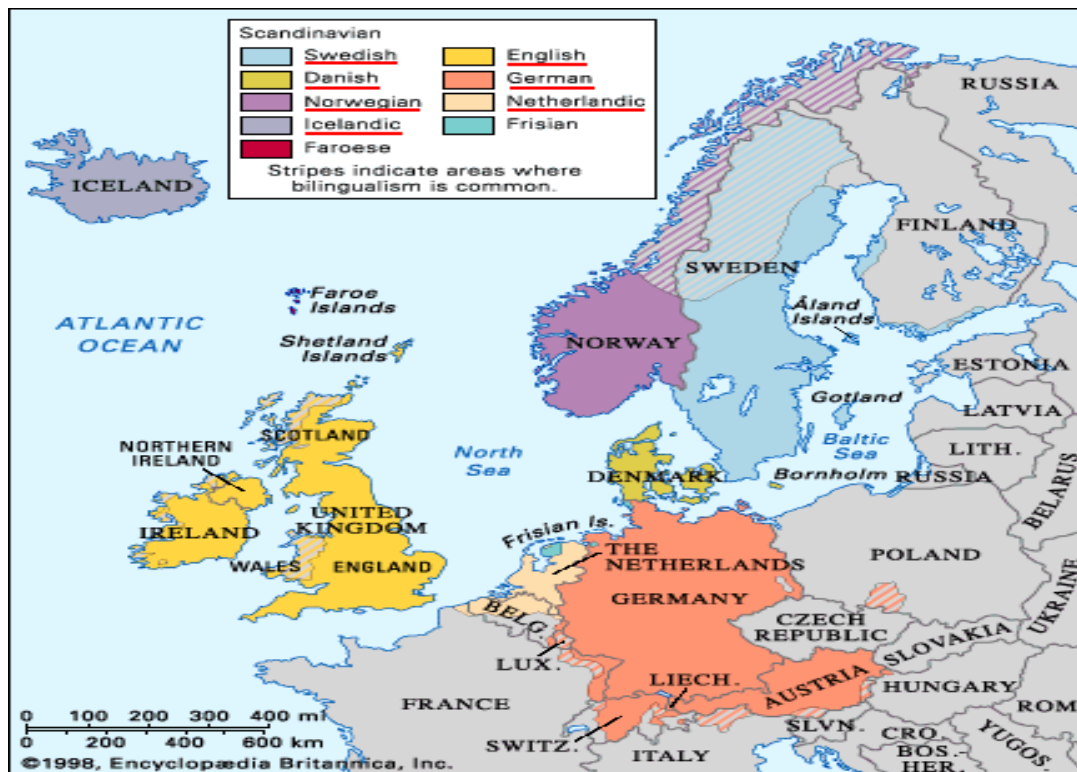 Scandinavian
Swedish
Danish
Norwegian
Icelandic
Faroese
English
German
Netherlandic
Frisian
Stripes indicate areas where
bilingualism is common.
RUSSIA
ICELAND
FINLAND
SWEDEN
Faroe
Islands
Åland
Islands
ATLANTIC
OCEAN
Shetland
Islands
NORWAY
ESTONIA
Gotland
LATVIA
SCOTLAND
NORTHERN
IRELAND
North
Sea
Baltic
Sea
LITH.
DENMARK
Bornholm
RUSSIA
BELARUS
UNITED
KINGDOM
IRELAND
Frisian Is.
THE
NETHERLANDS
POLAND
WALES
ENGLAND
GERMANY
BELG.
CZECH
REPUBLIC
UKRAINE
SLOVAKIA
LUX.
LIECH.
AUSTRIA
HUNGARY
FRANCE
ROM
SWITZ.
ITALY
SLVN.
CRO.
BOS.
HER.
YUGOS.
0 100 200 300 400 mi
0 200 400 600 km
©1998, Encyclopædia Britannica, Inc.